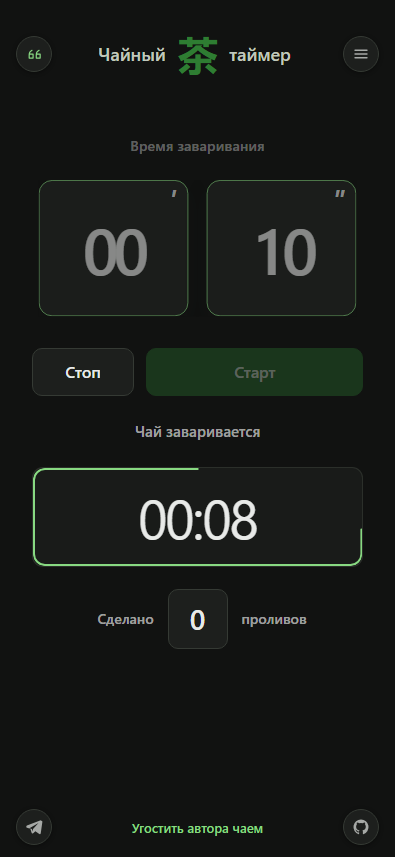 Чайный 茶 таймер
Время заваривания
00 ′ 10 ″
Стоп Старт
Чай заваривается
00:08
Сделано 0 проливов
Угостить автора чаем